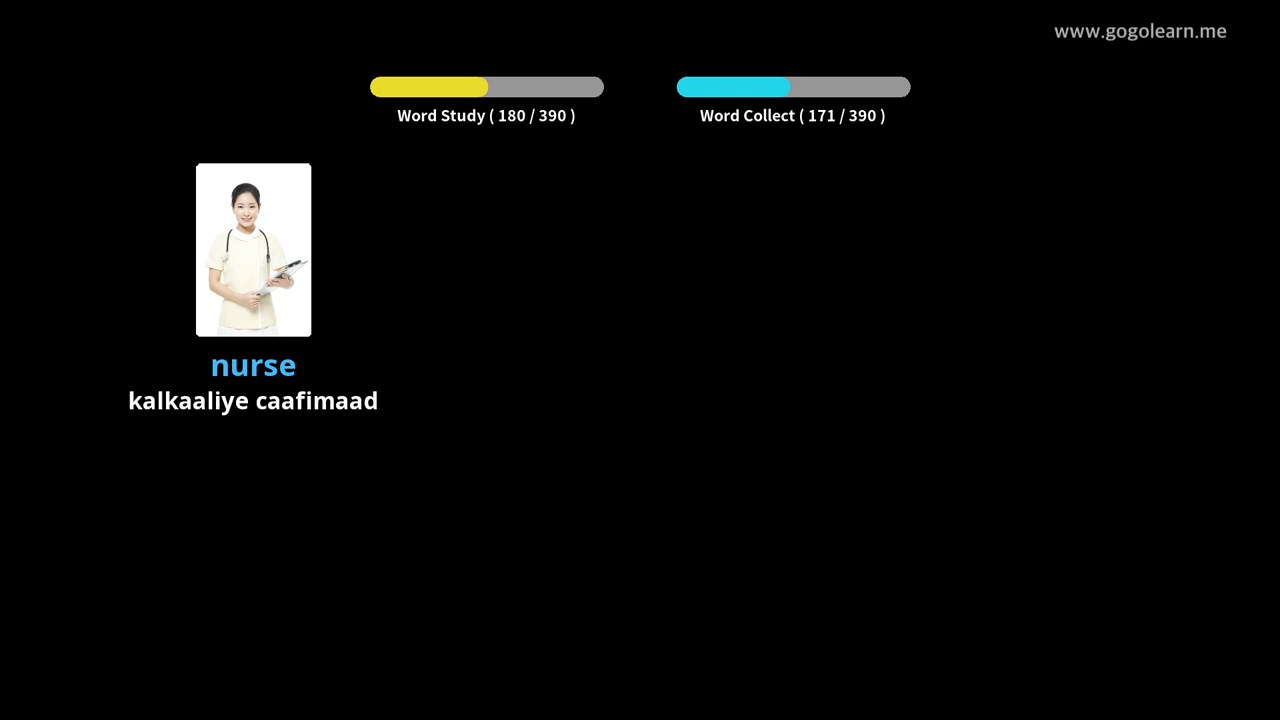 www.gogolearn.me
Word Study ( 180 / 390 )
Word Collect ( 171 / 390 )
nurse
kalkaaliye caafimaad